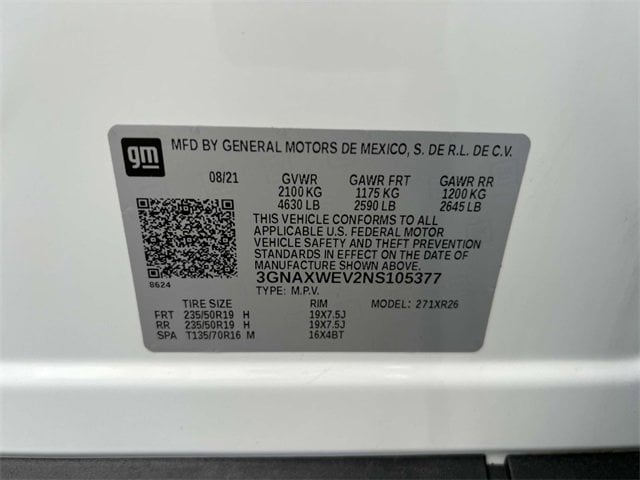 gm
MFD BY GENERAL MOTORS DE MEXICO, S. DE R.L. DE C.V.
08/21 GVWR GAWR FRT GAWR RR
2100 KG 1175 KG 1200 KG
4630 LB 2590 LB 2645 LB
THIS VEHICLE CONFORMS TO ALL
APPLICABLE U.S. FEDERAL MOTOR
VEHICLE SAFETY AND THEFT PREVENTION
STANDARDS IN EFFECT ON THE DATE OF
MANUFACTURE SHOWN ABOVE.
3GNAXWEV2NS105377
8624
TYPE: M.P.V. MODEL: 271XR26
TIRE SIZE RIM
FRT 235/50R19 H 19X7.5J
RR 235/50R19 H 19X7.5J
SPA T135/70R16 M 16X4BT